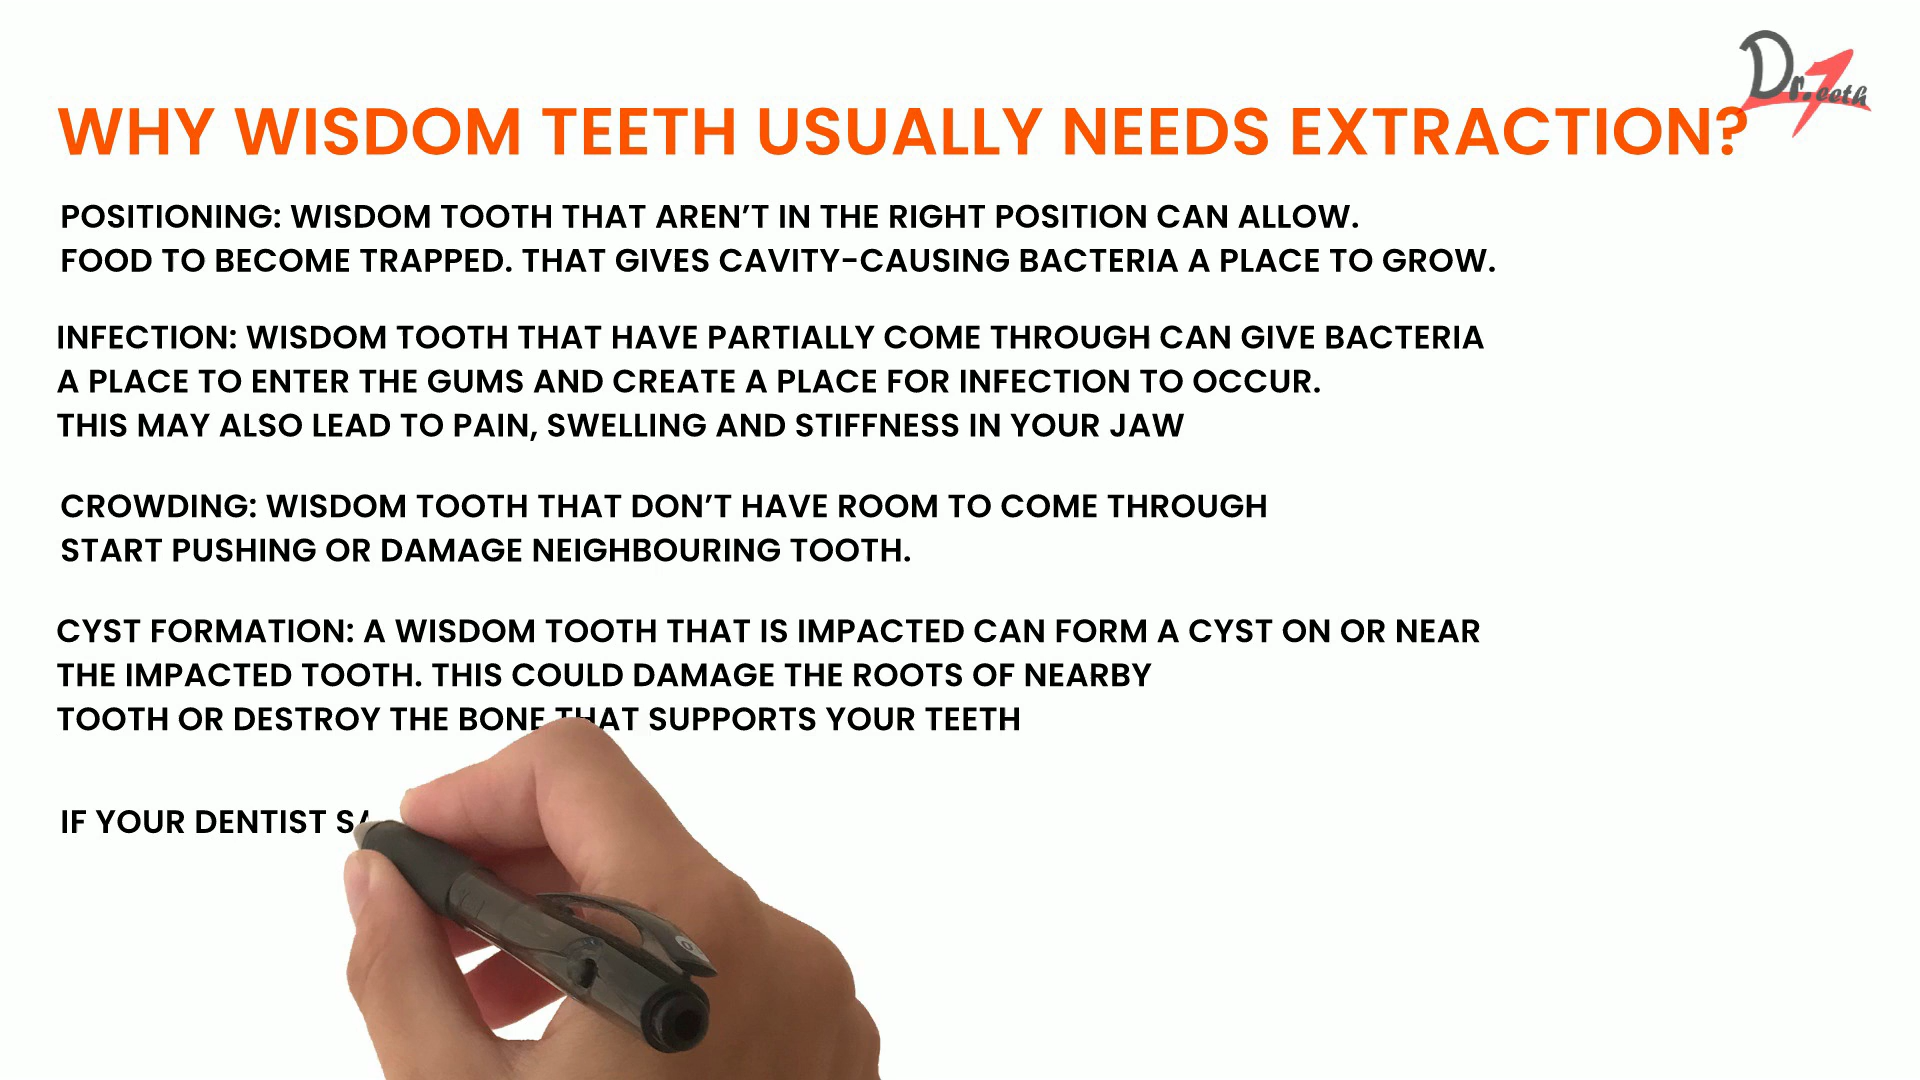 Dr.Teeth
WHY WISDOM TEETH USUALLY NEEDS EXTRACTION?
POSITIONING: WISDOM TOOTH THAT AREN'T IN THE RIGHT POSITION CAN ALLOW.
FOOD TO BECOME TRAPPED. THAT GIVES CAVITY-CAUSING BACTERIA A PLACE TO GROW.
INFECTION: WISDOM TOOTH THAT HAVE PARTIALLY COME THROUGH CAN GIVE BACTERIA
A PLACE TO ENTER THE GUMS AND CREATE A PLACE FOR INFECTION TO OCCUR.
THIS MAY ALSO LEAD TO PAIN, SWELLING AND STIFFNESS IN YOUR JAW
CROWDING: WISDOM TOOTH THAT DON'T HAVE ROOM TO COME THROUGH
START PUSHING OR DAMAGE NEIGHBOURING TOOTH.
CYST FORMATION: A WISDOM TOOTH THAT IS IMPACTED CAN FORM A CYST ON OR NEAR
THE IMPACTED TOOTH. THIS COULD DAMAGE THE ROOTS OF NEARBY
TOOTH OR DESTROY THE BONE THAT SUPPORTS YOUR TEETH
IF YOUR DENTIST